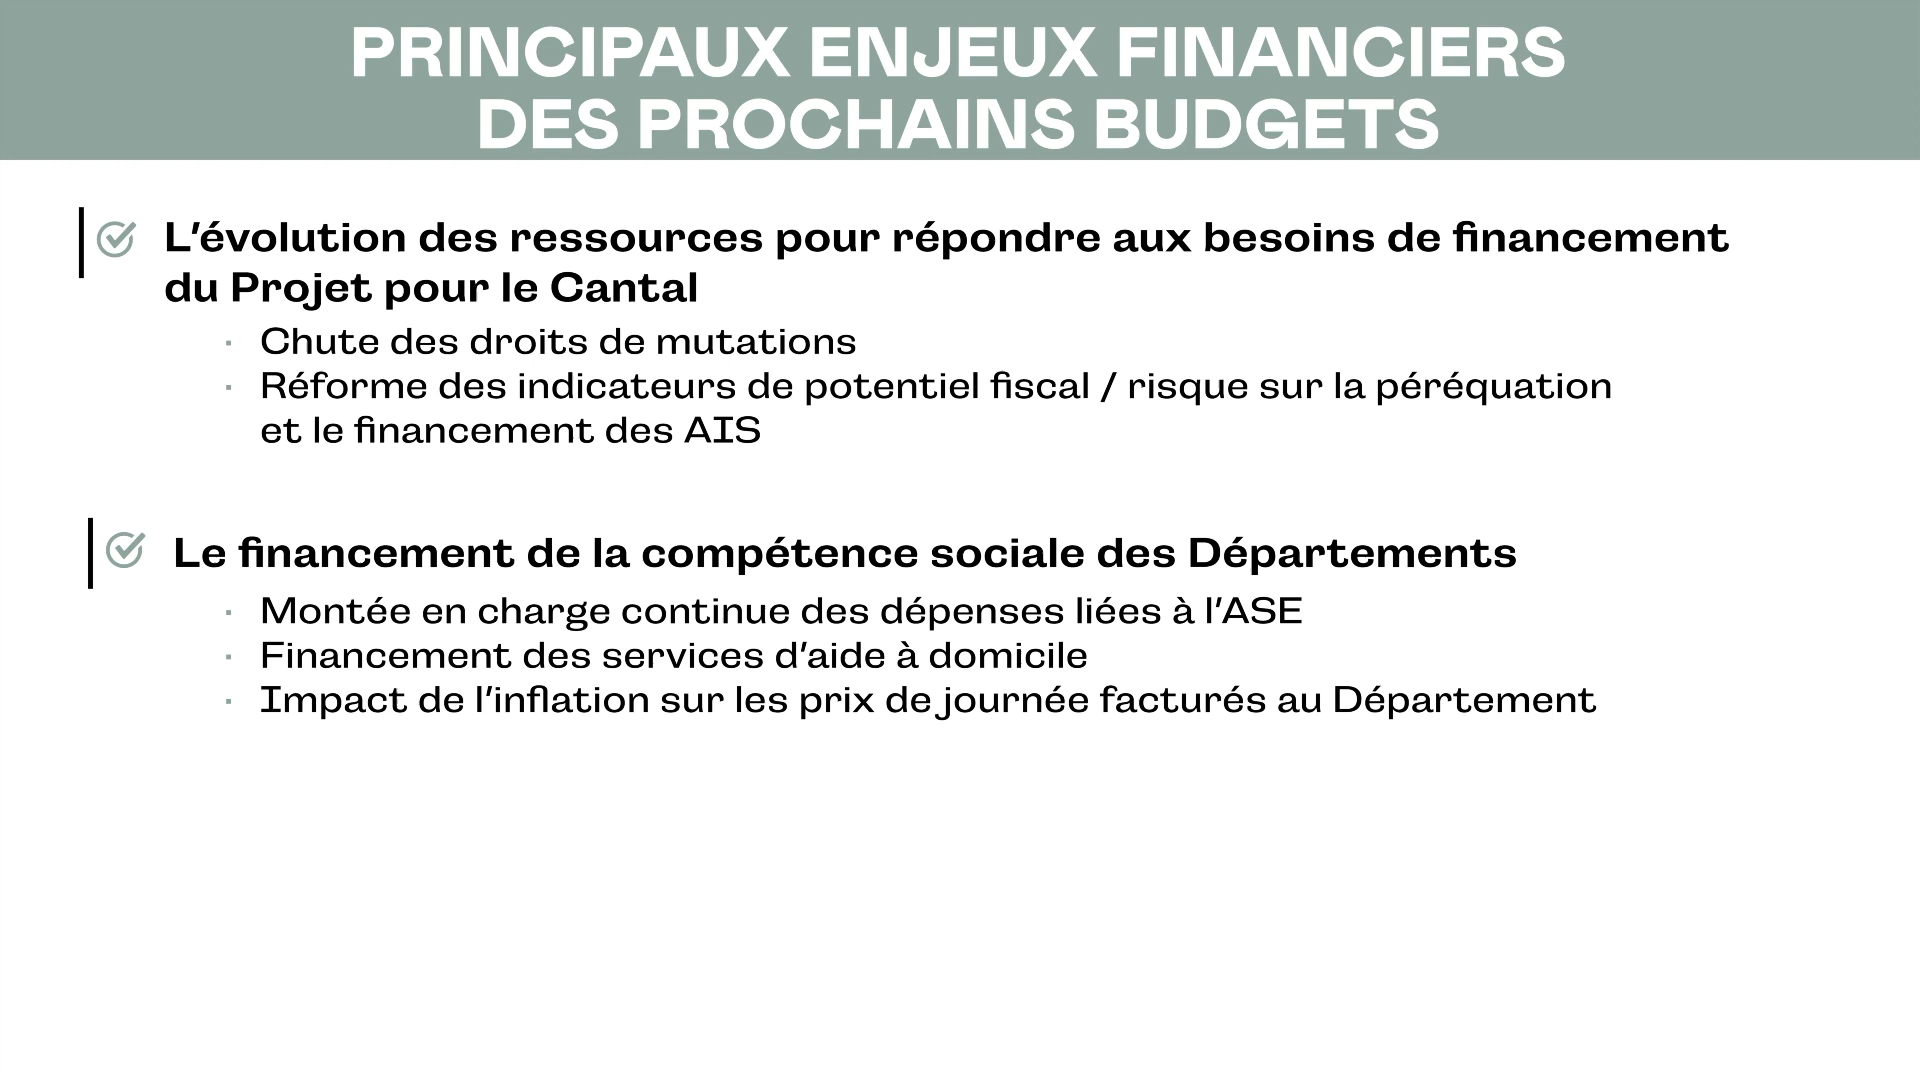 PRINCIPAUX ENJEUX FINANCIERS
DES PROCHAINS BUDGETS
L'évolution des ressources pour répondre aux besoins de financement
du Projet pour le Cantal
· Chute des droits de mutations
· Réforme des indicateurs de potentiel fiscal / risque sur la péréquation
et le financement des AIS
Le financement de la compétence sociale des Départements
· Montée en charge continue des dépenses liées à l'ASE
· Financement des services d'aide à domicile
· Impact de l'inflation sur les prix de journée facturés au Département